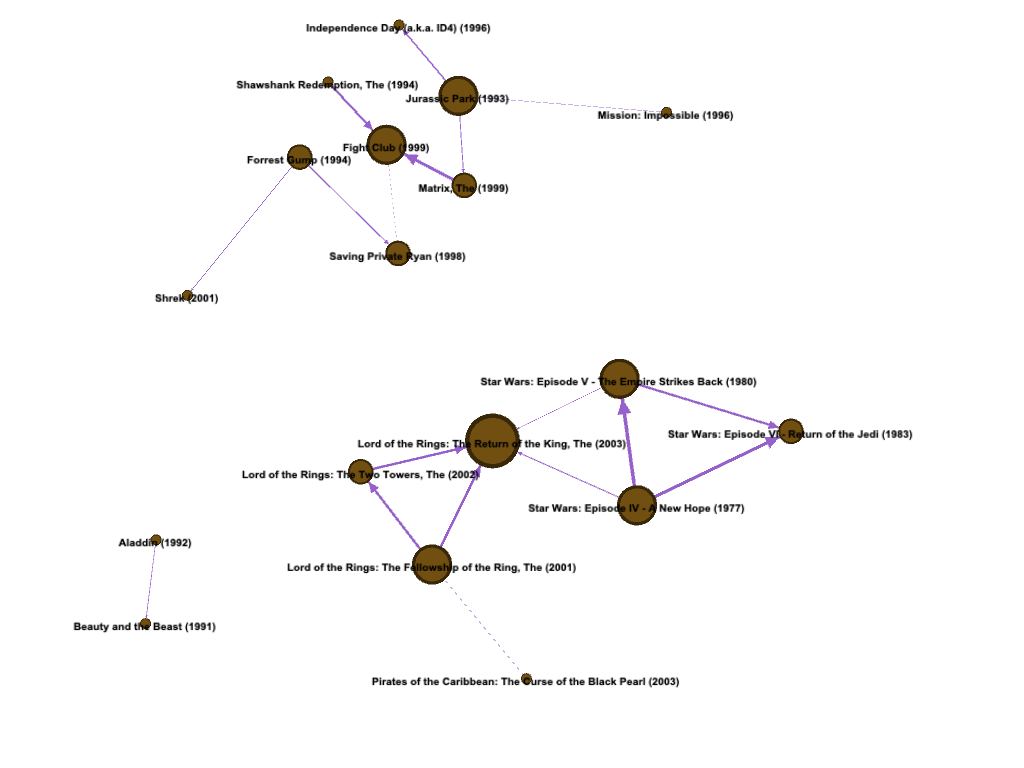 Independence Day (a.k.a. ID4) (1996)
Shawshank Redemption, The (1994)
Jurassic Park (1993)
Mission: Impossible (1996)
Fight Club (1999)
Forrest Gump (1994)
Matrix, The (1999)
Saving Private Ryan (1998)
Shrek (2001)
Star Wars: Episode V - The Empire Strikes Back (1980)
Star Wars: Episode VI - Return of the Jedi (1983)
Lord of the Rings: The Return of the King, The (2003)
Lord of the Rings: The Two Towers, The (2002)
Star Wars: Episode IV - A New Hope (1977)
Aladdin (1992)
Lord of the Rings: The Fellowship of the Ring, The (2001)
Beauty and the Beast (1991)
Pirates of the Caribbean: The Curse of the Black Pearl (2003)